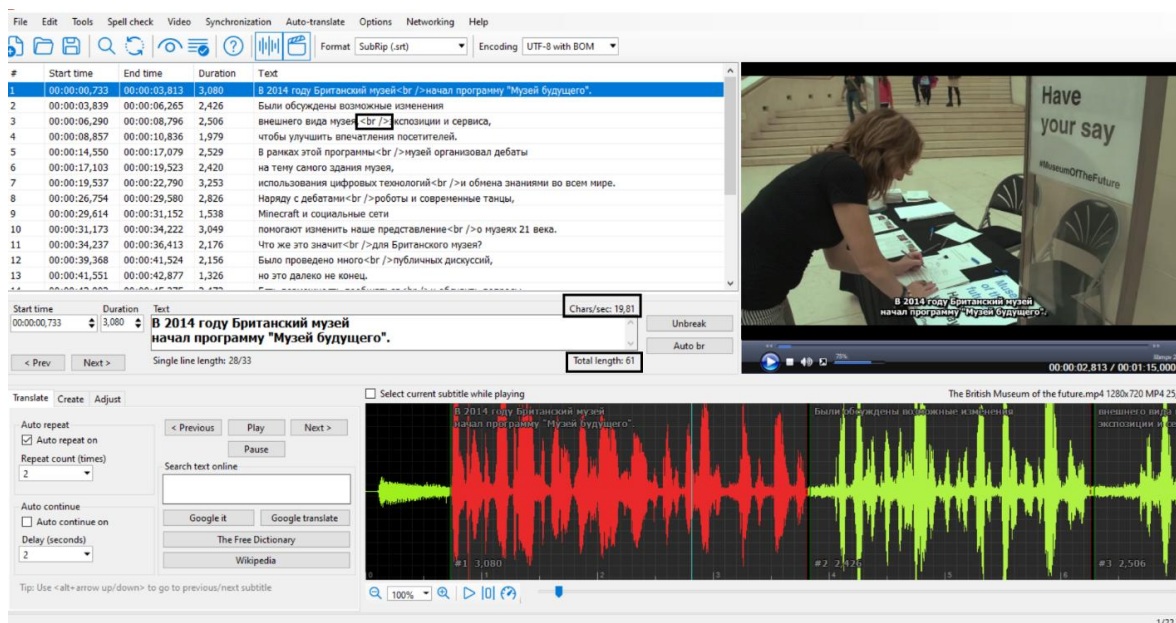 File Edit Tools Spell check Video Synchronization Auto-translate Options Networking Help
Format SubRip (.srt) Encoding UTF-8 with BOM
# Start time End time Duration Text
1 00:00:00,733 00:00:03,813 3,080 В 2014 году Британский музей<br />начал программу "Музей будущего".
2 00:00:03,839 00:00:06,265 2,426 Были обсуждены возможные изменения
3 00:00:06,290 00:00:08,796 2,506 внешнего вида музея,<br />экспозиции и сервиса,
4 00:00:08,857 00:00:10,836 1,979 чтобы улучшить впечатления посетителей.
5 00:00:14,550 00:00:17,079 2,529 В рамках этой программы<br />музей организовал дебаты
6 00:00:17,103 00:00:19,523 2,420 на тему самого здания музея,
7 00:00:19,537 00:00:22,790 3,253 использования цифровых технологий<br />и обмена знаниями во всем мире.
8 00:00:26,754 00:00:29,580 2,826 Наряду с дебатами<br />роботы и современные танцы,
9 00:00:29,614 00:00:31,152 1,538 Minecraft и социальные сети
10 00:00:31,173 00:00:34,222 3,049 помогают изменить наше представление<br />о музеях 21 века.
11 00:00:34,237 00:00:36,413 2,176 Что же это значит<br />для Британского музея?
12 00:00:39,368 00:00:41,524 2,156 Было проведено много<br />публичных дискуссий,
13 00:00:41,551 00:00:42,877 1,326 но это далеко не конец.
Have
your say
#MuseumOfTheFuture
Museum
of the
Future
В 2014 году Британский музей
начал программу "Музей будущего".
75%
00:00:02,813 / 00:01:15,000
Start time Duration Text Chars/sec: 19,81
00:00:00,733 3,080 В 2014 году Британский музей
начал программу "Музей будущего".
Unbreak
Auto br
< Prev Next > Single line length: 28/33 Total length: 61
Translate Create Adjust
Auto repeat
Auto repeat on
Repeat count (times)
2
Auto continue
Auto continue on
Delay (seconds)
2
< Previous Play Next >
Pause
Search text online
Google it Google translate
The Free Dictionary
Wikipedia
Tip: Use <alt+arrow up/down> to go to previous/next subtitle
Select current subtitle while playing The British Museum of the future.mp4 1280x720 MP4 25,
В 2014 году Британский музей
начал программу "Музей будущего".
Были обсуждены возможные изменения
внешнего вида
экспозиции и се
#1 3,080 #2 2,426 #3 2,506
0 1 2 3 4 5 6
100%